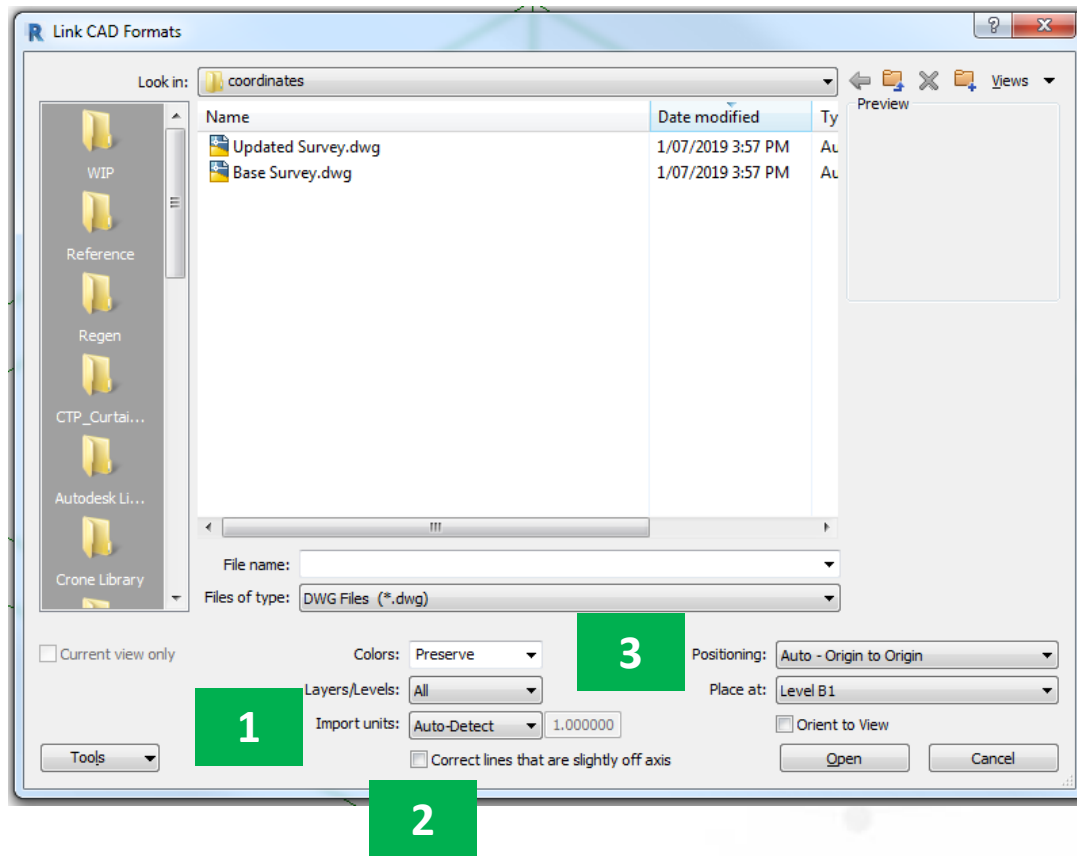 Link CAD Formats
Look in: coordinates Views
Name Date modified Ty Preview
Updated Survey.dwg 1/07/2019 3:57 PM Au
Base Survey.dwg 1/07/2019 3:57 PM Au
WIP
Reference
Regen
CTP_Curtai...
Autodesk Li...
Crone Library
File name:
Files of type: DWG Files (*.dwg)
Current view only Colors: Preserve 3 Positioning: Auto - Origin to Origin
Layers/Levels: All Place at: Level B1
1 Import units: Auto-Detect 1.000000 Orient to View
Tools Correct lines that are slightly off axis Open Cancel
2